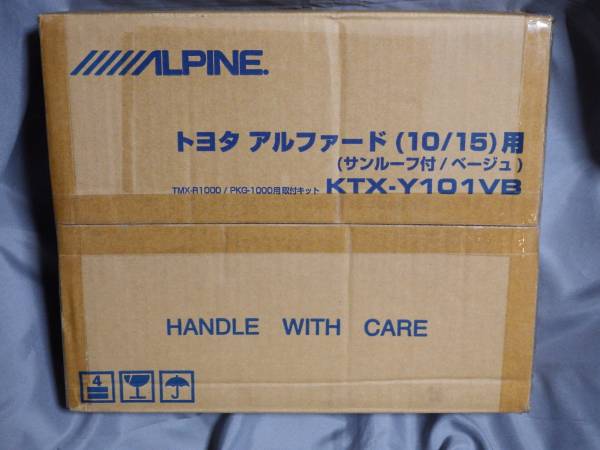 ALPINE.
トヨタ アルファード (10/15)用
(サンルーフ付/ベージュ)
TMX-R1000 / PKG-1000用取付キット KTX-Y101VB
HANDLE WITH CARE
4